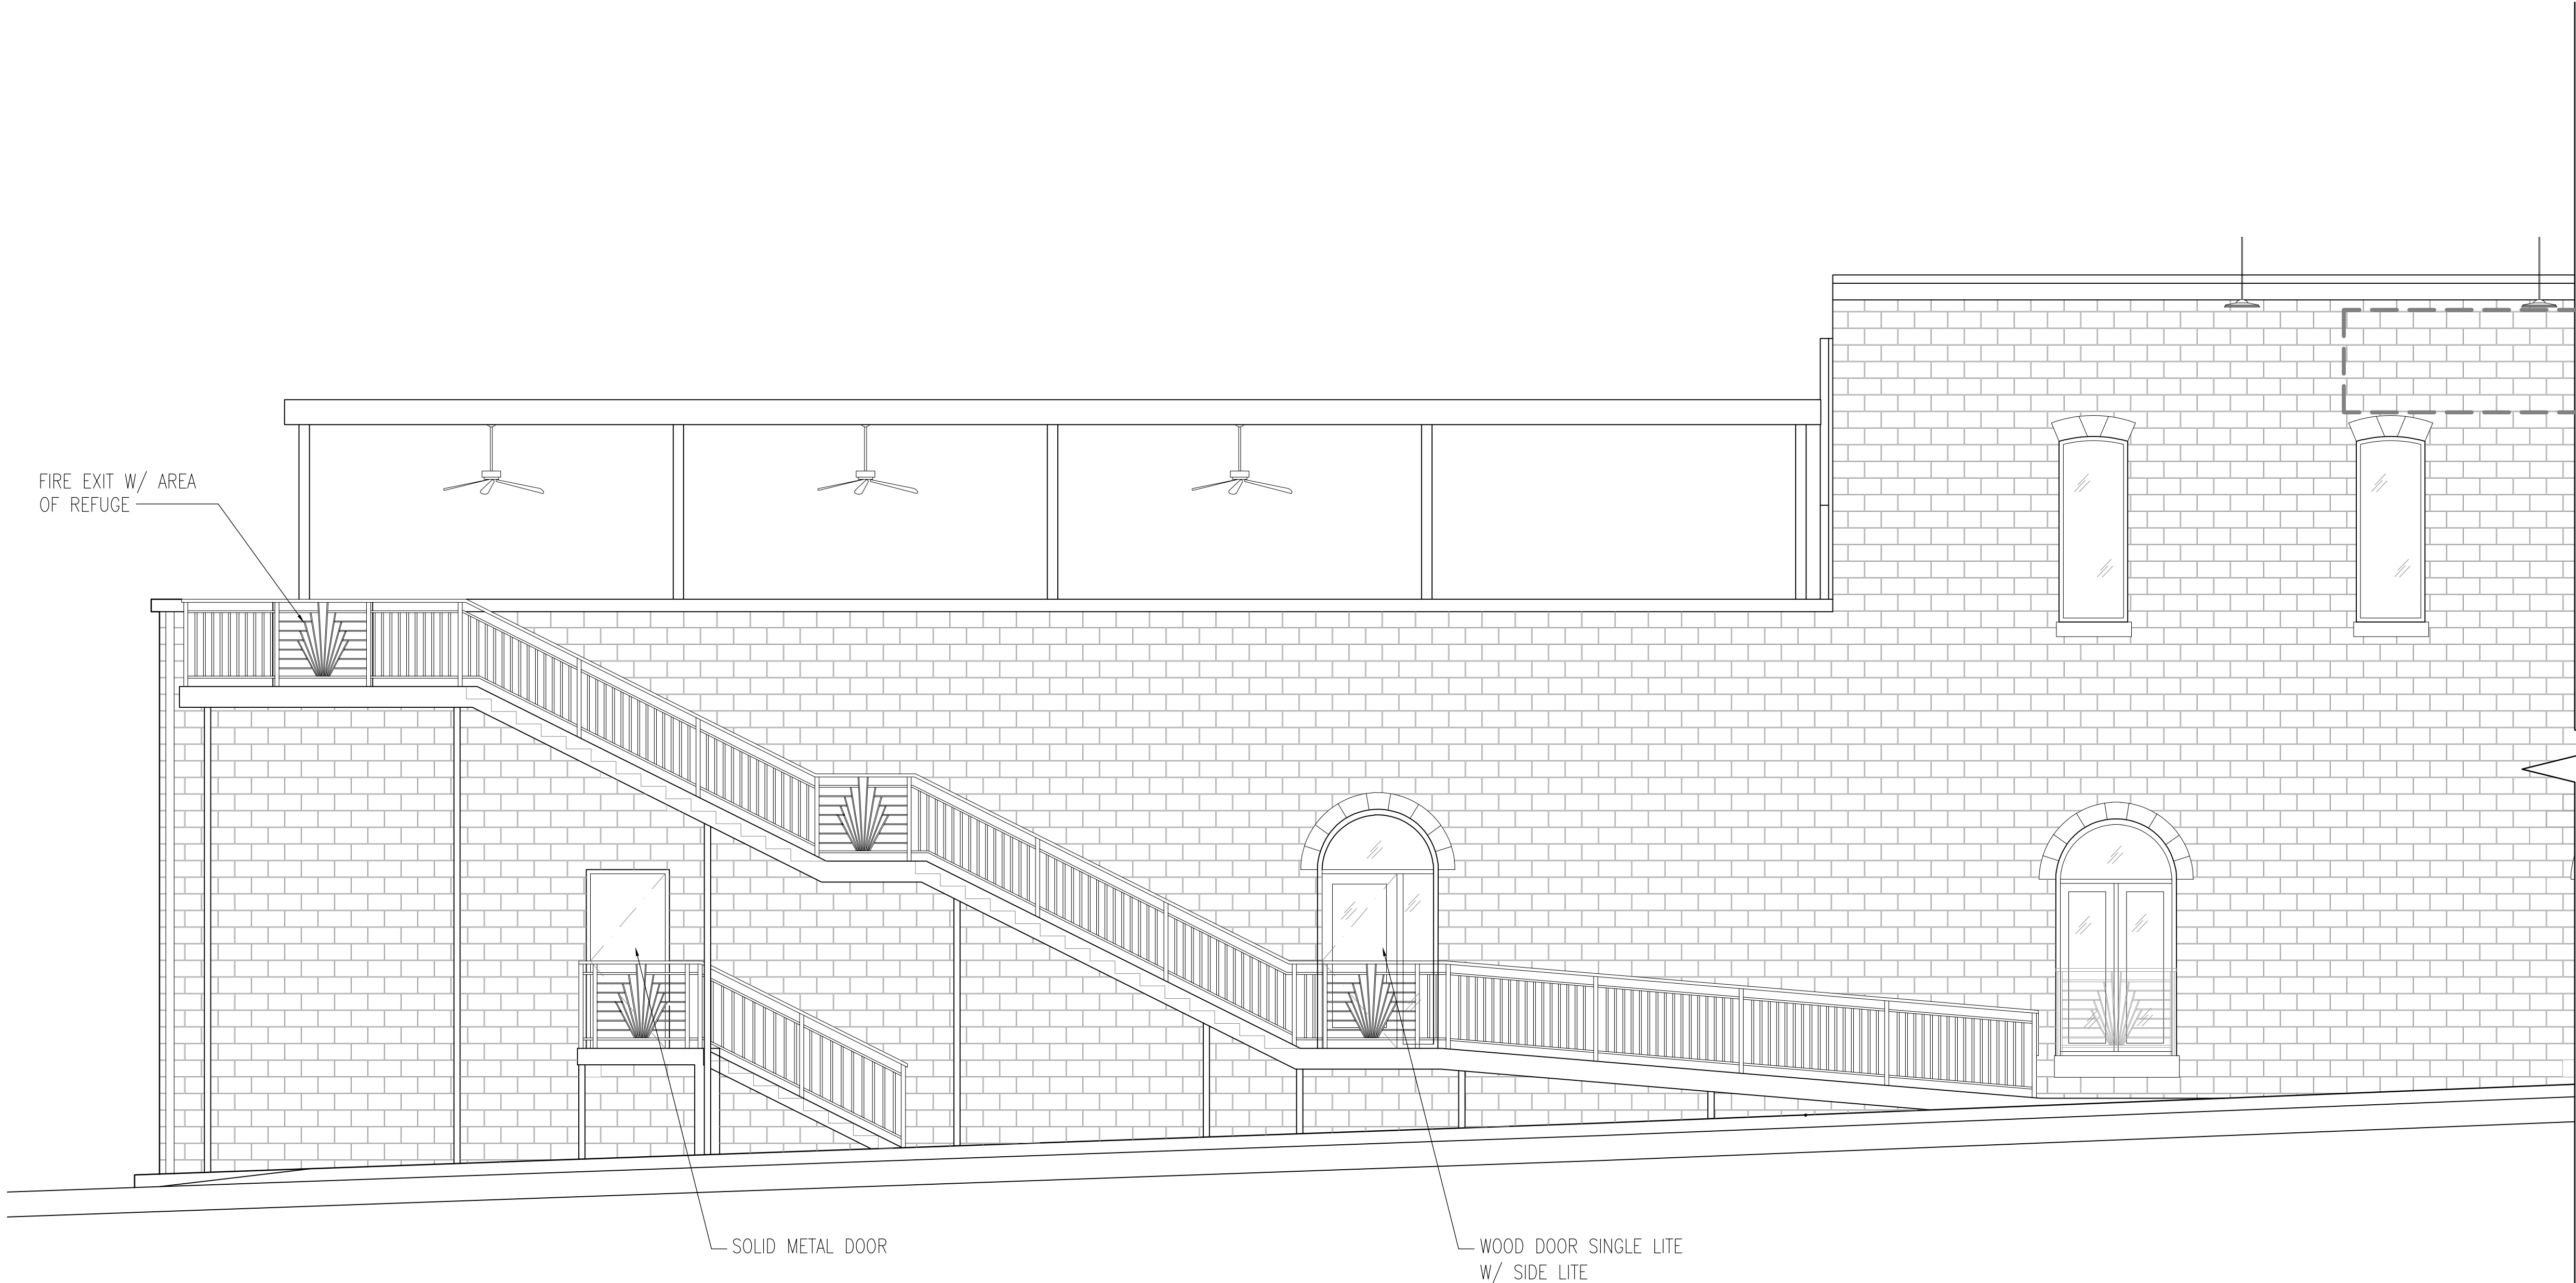 FIRE EXIT W/ AREA
OF REFUGE
SOLID METAL DOOR
WOOD DOOR SINGLE LITE
W/ SIDE LITE